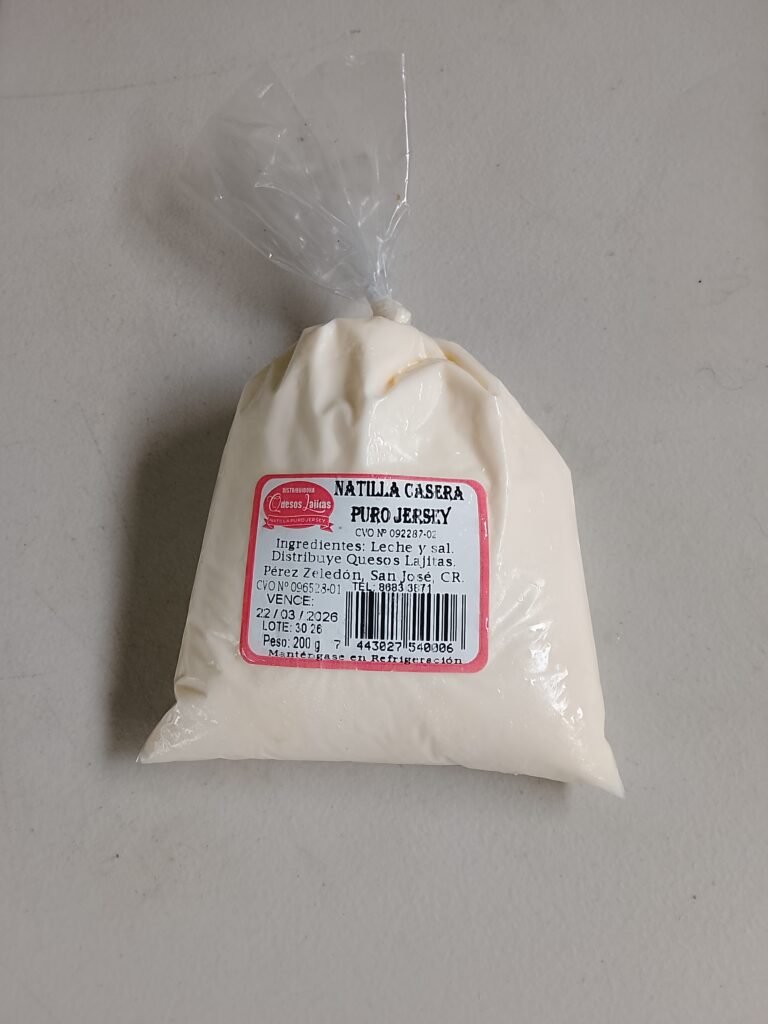 DISTRIBUIDORA
Quesos Lajitas
NATILLA PURO JERSEY
NATILLA CASERA
PURO JERSEY
CVO Nº 092287-02
Ingredientes: Leche y sal.
Distribuye Quesos Lajitas.
Pérez Zeledón, San José, CR.
CVO Nº 096528-01 TEL: 8683 3871
VENCE:
22 / 03 / 2026
LOTE: 30 26
Peso: 200 g
7 443027 540006
Manténgase en Refrigeración